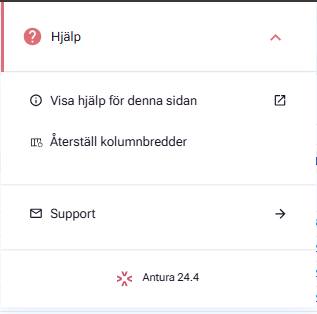 Hjälp
Visa hjälp för denna sidan
Återställ kolumnbredder
Support
Antura 24.4